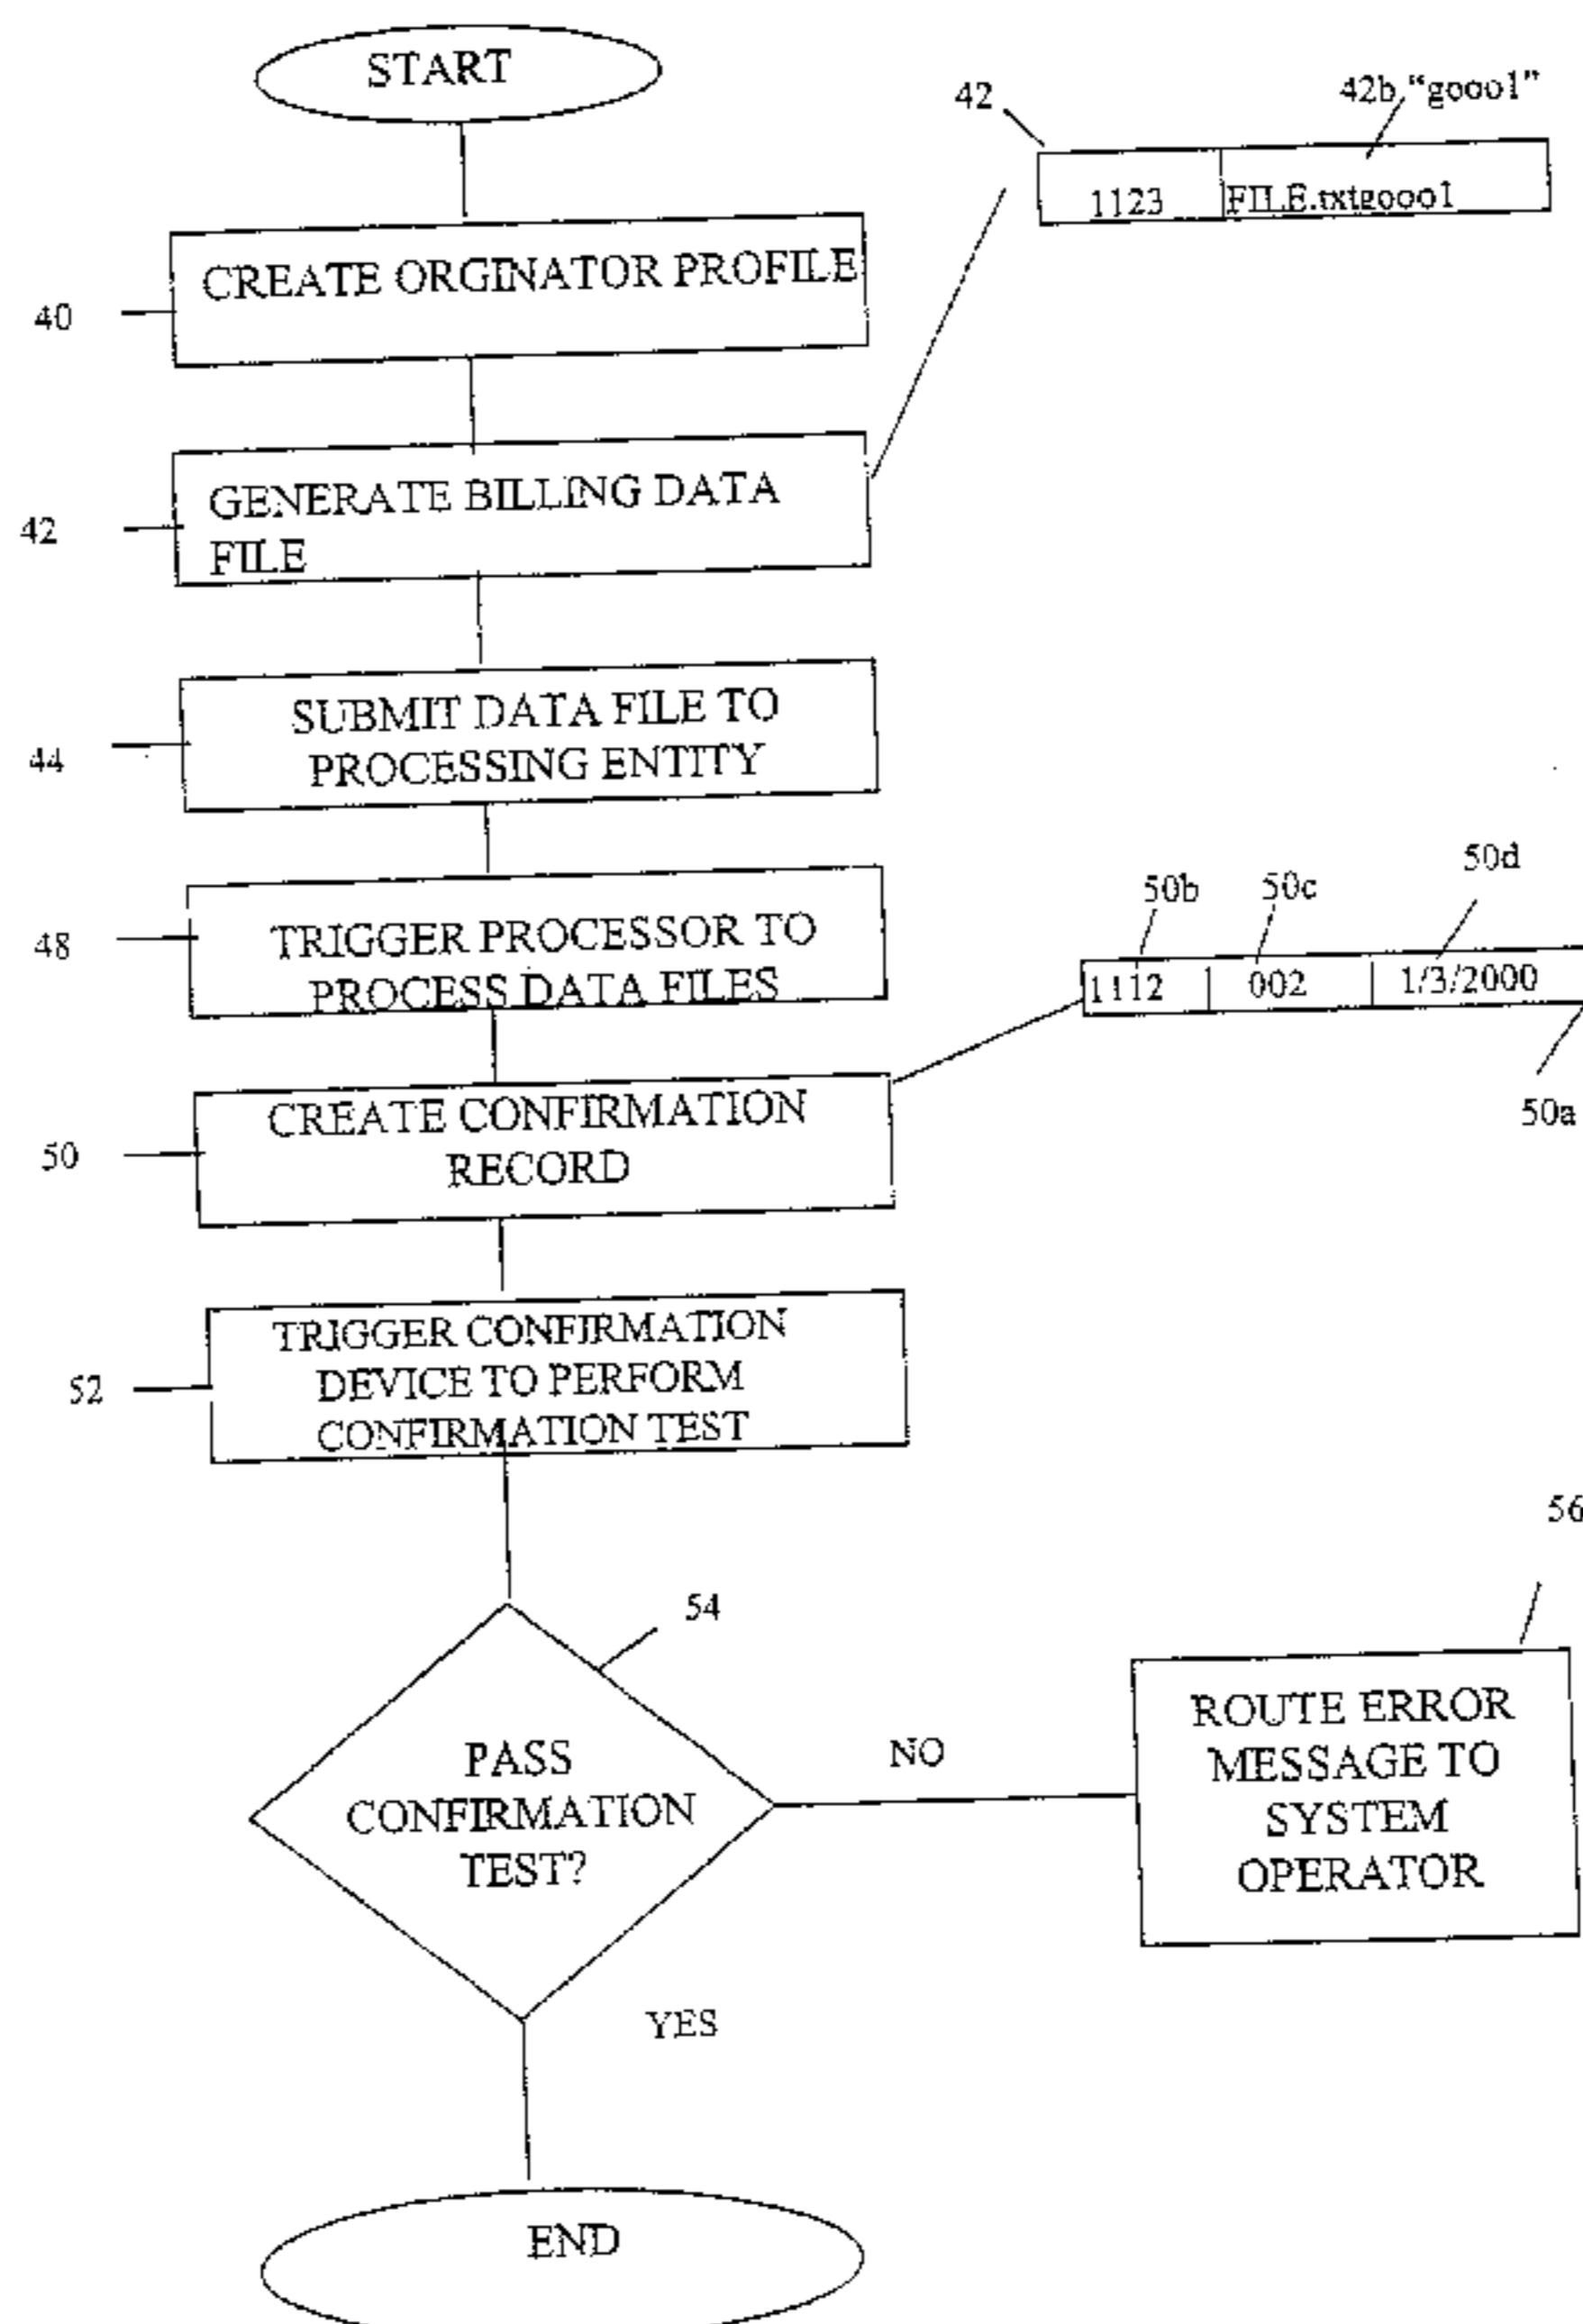 START
42
42b "gooo1"
1123
FILE.txtgooo1
CREATE ORGINATOR PROFILE
40
GENERATE BILLING DATA
FILE
42
SUBMIT DATA FILE TO
PROCESSING ENTITY
44
50b
50c
50d
TRIGGER PROCESSOR TO
PROCESS DATA FILES
48
1112
002
1/3/2000
50a
CREATE CONFIRMATION
RECORD
50
TRIGGER CONFIRMATION
DEVICE TO PERFORM
CONFIRMATION TEST
52
56
54
PASS
CONFIRMATION
TEST?
NO
ROUTE ERROR
MESSAGE TO
SYSTEM
OPERATOR
YES
END